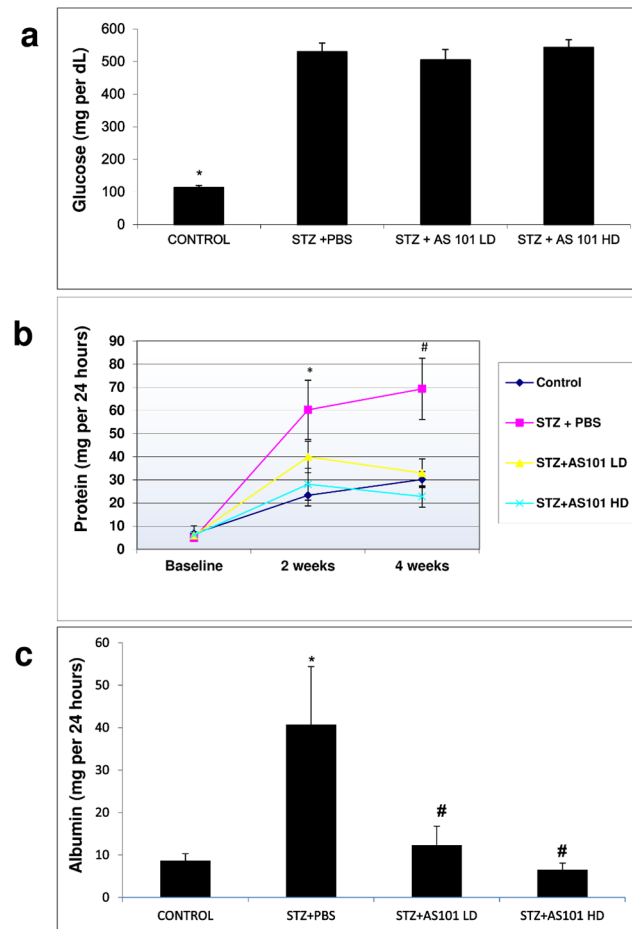 a
Glucose (mg per dL)
600
500
400
300
200
100
0
*
CONTROL
STZ +PBS
STZ + AS 101 LD
STZ + AS 101 HD
b
Protein (mg per 24 hours)
90
80
70
60
50
40
30
20
10
0
*
#
Baseline
2 weeks
4 weeks
Control
STZ + PBS
STZ+AS101 LD
STZ+AS101 HD
c
Albumin (mg per 24 hours)
60
50
40
30
20
10
0
*
#
#
CONTROL
STZ+PBS
STZ+AS101 LD
STZ+AS101 HD